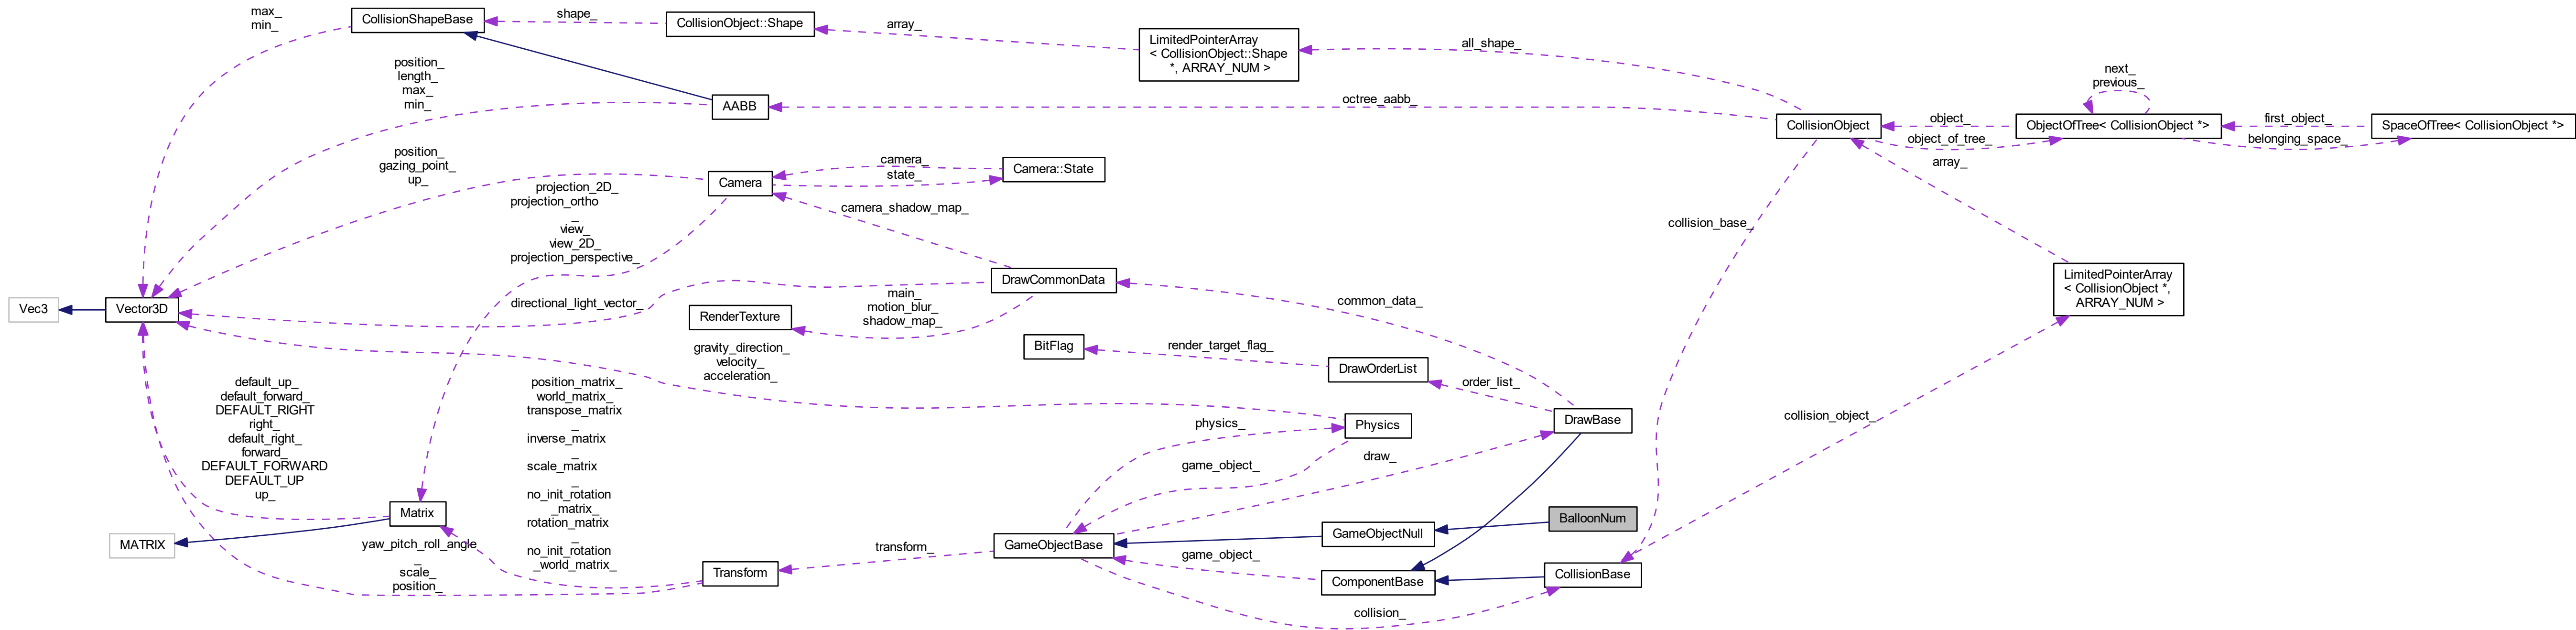 max_
min_
CollisionShapeBase
shape_
CollisionObject::Shape
array_
LimitedPointerArray
< CollisionObject::Shape
*, ARRAY_NUM >
all_shape_
position_
length_
max_
min_
AABB
octree_aabb_
CollisionObject
object_
object_of_tree_
next_
previous_
ObjectOfTree< CollisionObject *>
first_object_
belonging_space_
SpaceOfTree< CollisionObject *>
array_
position_
gazing_point_
up_
Camera
camera_
state_
Camera::State
projection_2D_
projection_ortho
_
view_
view_2D_
projection_perspective_
camera_shadow_map_
collision_base_
DrawCommonData
LimitedPointerArray
< CollisionObject *,
ARRAY_NUM >
Vec3
Vector3D
directional_light_vector_
main_
motion_blur_
shadow_map_
RenderTexture
common_data_
BitFlag
render_target_flag_
DrawOrderList
order_list_
gravity_direction_
velocity_
acceleration_
default_up_
default_forward_
DEFAULT_RIGHT
right_
default_right_
forward_
DEFAULT_FORWARD
DEFAULT_UP
up_
position_matrix_
world_matrix_
transpose_matrix
_
inverse_matrix
_
scale_matrix
_
no_init_rotation
_matrix_
rotation_matrix
_
no_init_rotation
_world_matrix_
physics_
Physics
game_object_
draw_
DrawBase
collision_object_
Matrix
MATRIX
yaw_pitch_roll_angle
_
scale_
position_
Transform
transform_
GameObjectBase
GameObjectNull
BalloonNum
game_object_
ComponentBase
CollisionBase
collision_